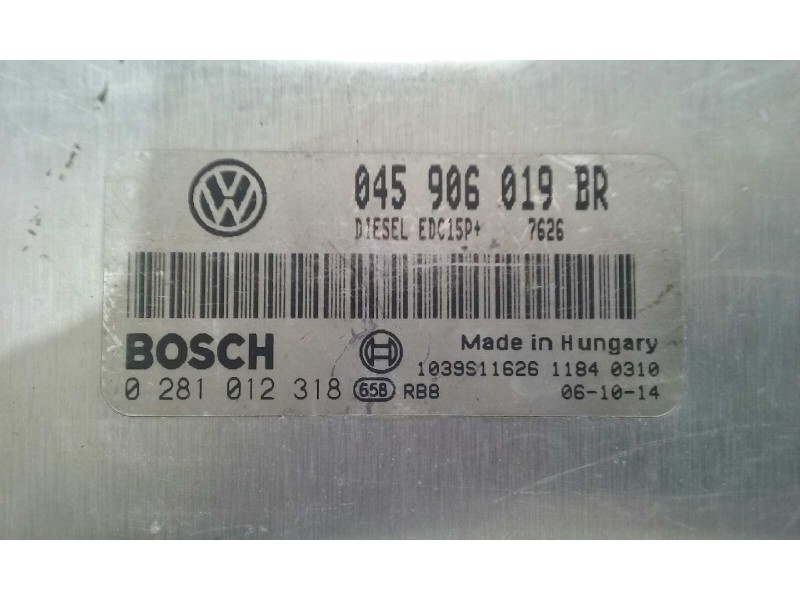 045 906 019 BR
DIESEL EDC15P+ 7626
BOSCH Made in Hungary
1039S11626 1184 0310
0 281 012 318 65B RB8 06-10-14